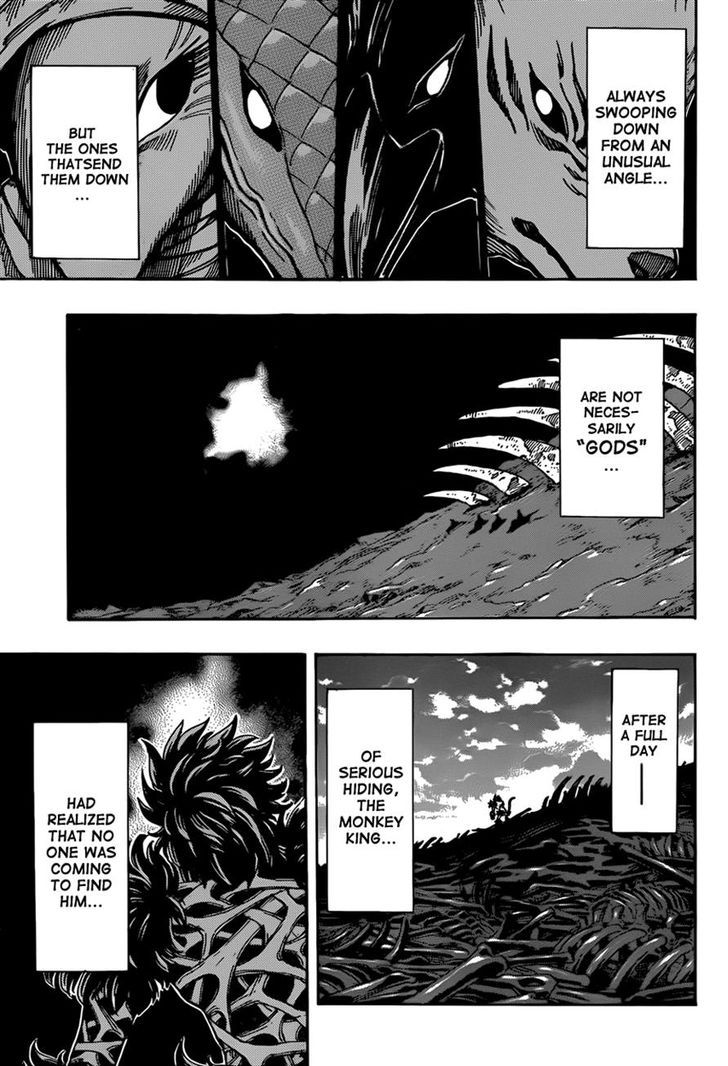 ALWAYS
SWOOPING
DOWN
FROM AN
UNUSUAL
ANGLE...
BUT
THE ONES
THATSEND
THEM DOWN
...
ARE NOT
NECES-
SARILY
"GODS"
...
AFTER
A FULL
DAY
—
OF
SERIOUS
HIDING,
THE
MONKEY
KING...
HAD
REALIZED
THAT NO
ONE WAS
COMING
TO FIND
HIM...